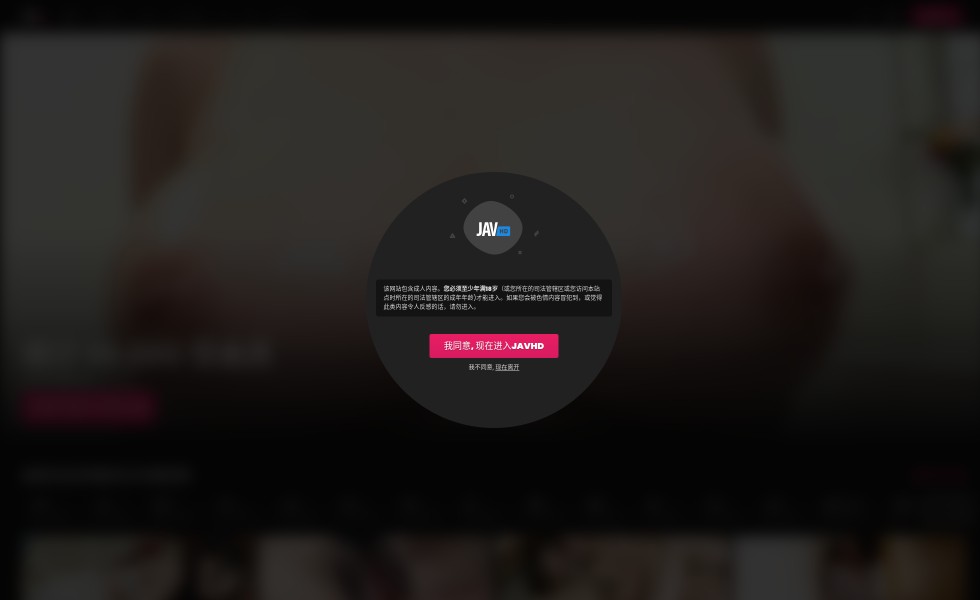 JAV HD
该网站包含成人内容。您必须至少年满18岁（或您所在的司法管辖区或您访问本站
点时所在的司法管辖区的成年年龄)才能进入。如果您会被色情内容冒犯到，或觉得
此类内容令人反感的话，请勿进入。
我同意, 现在进入JAVHD
我不同意, 现在离开